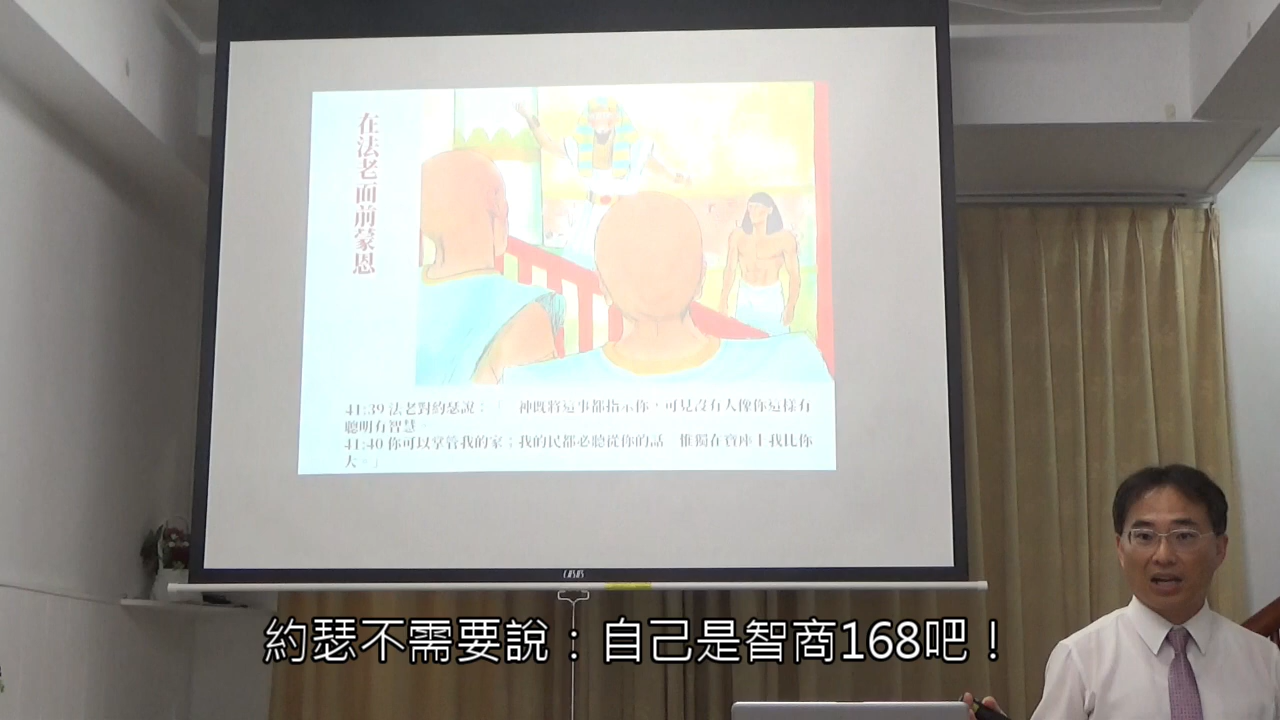 在法老面前蒙恩
41:39 法老對約瑟說：「 神既將這事都指示你，可見沒有人像你這樣有
聰明有智慧。
41:40 你可以掌管我的家；我的民都必聽從你的話 惟獨在寶座上我比你
大。」
約瑟不需要說：自己是智商168吧！